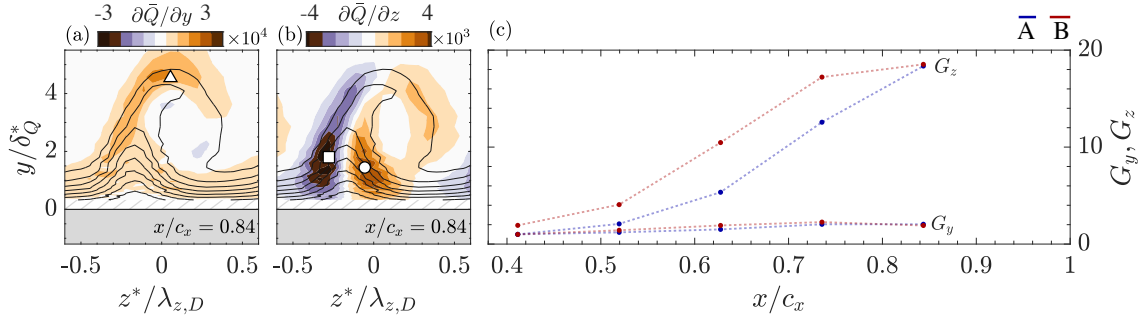 -3 ∂Q̄/∂y 3 ×10⁴
(a)
-4 ∂Q̄/∂z 4 ×10³
(b)
(c)
A B
y/δ*_Q
4
2
0
x/c_x = 0.84
x/c_x = 0.84
-0.5 0 0.5
-0.5 0 0.5
z*/λ_{z,D}
z*/λ_{z,D}
G_z
G_y
20
10
0
G_y, G_z
0.4 0.5 0.6 0.7 0.8 0.9 1
x/c_x